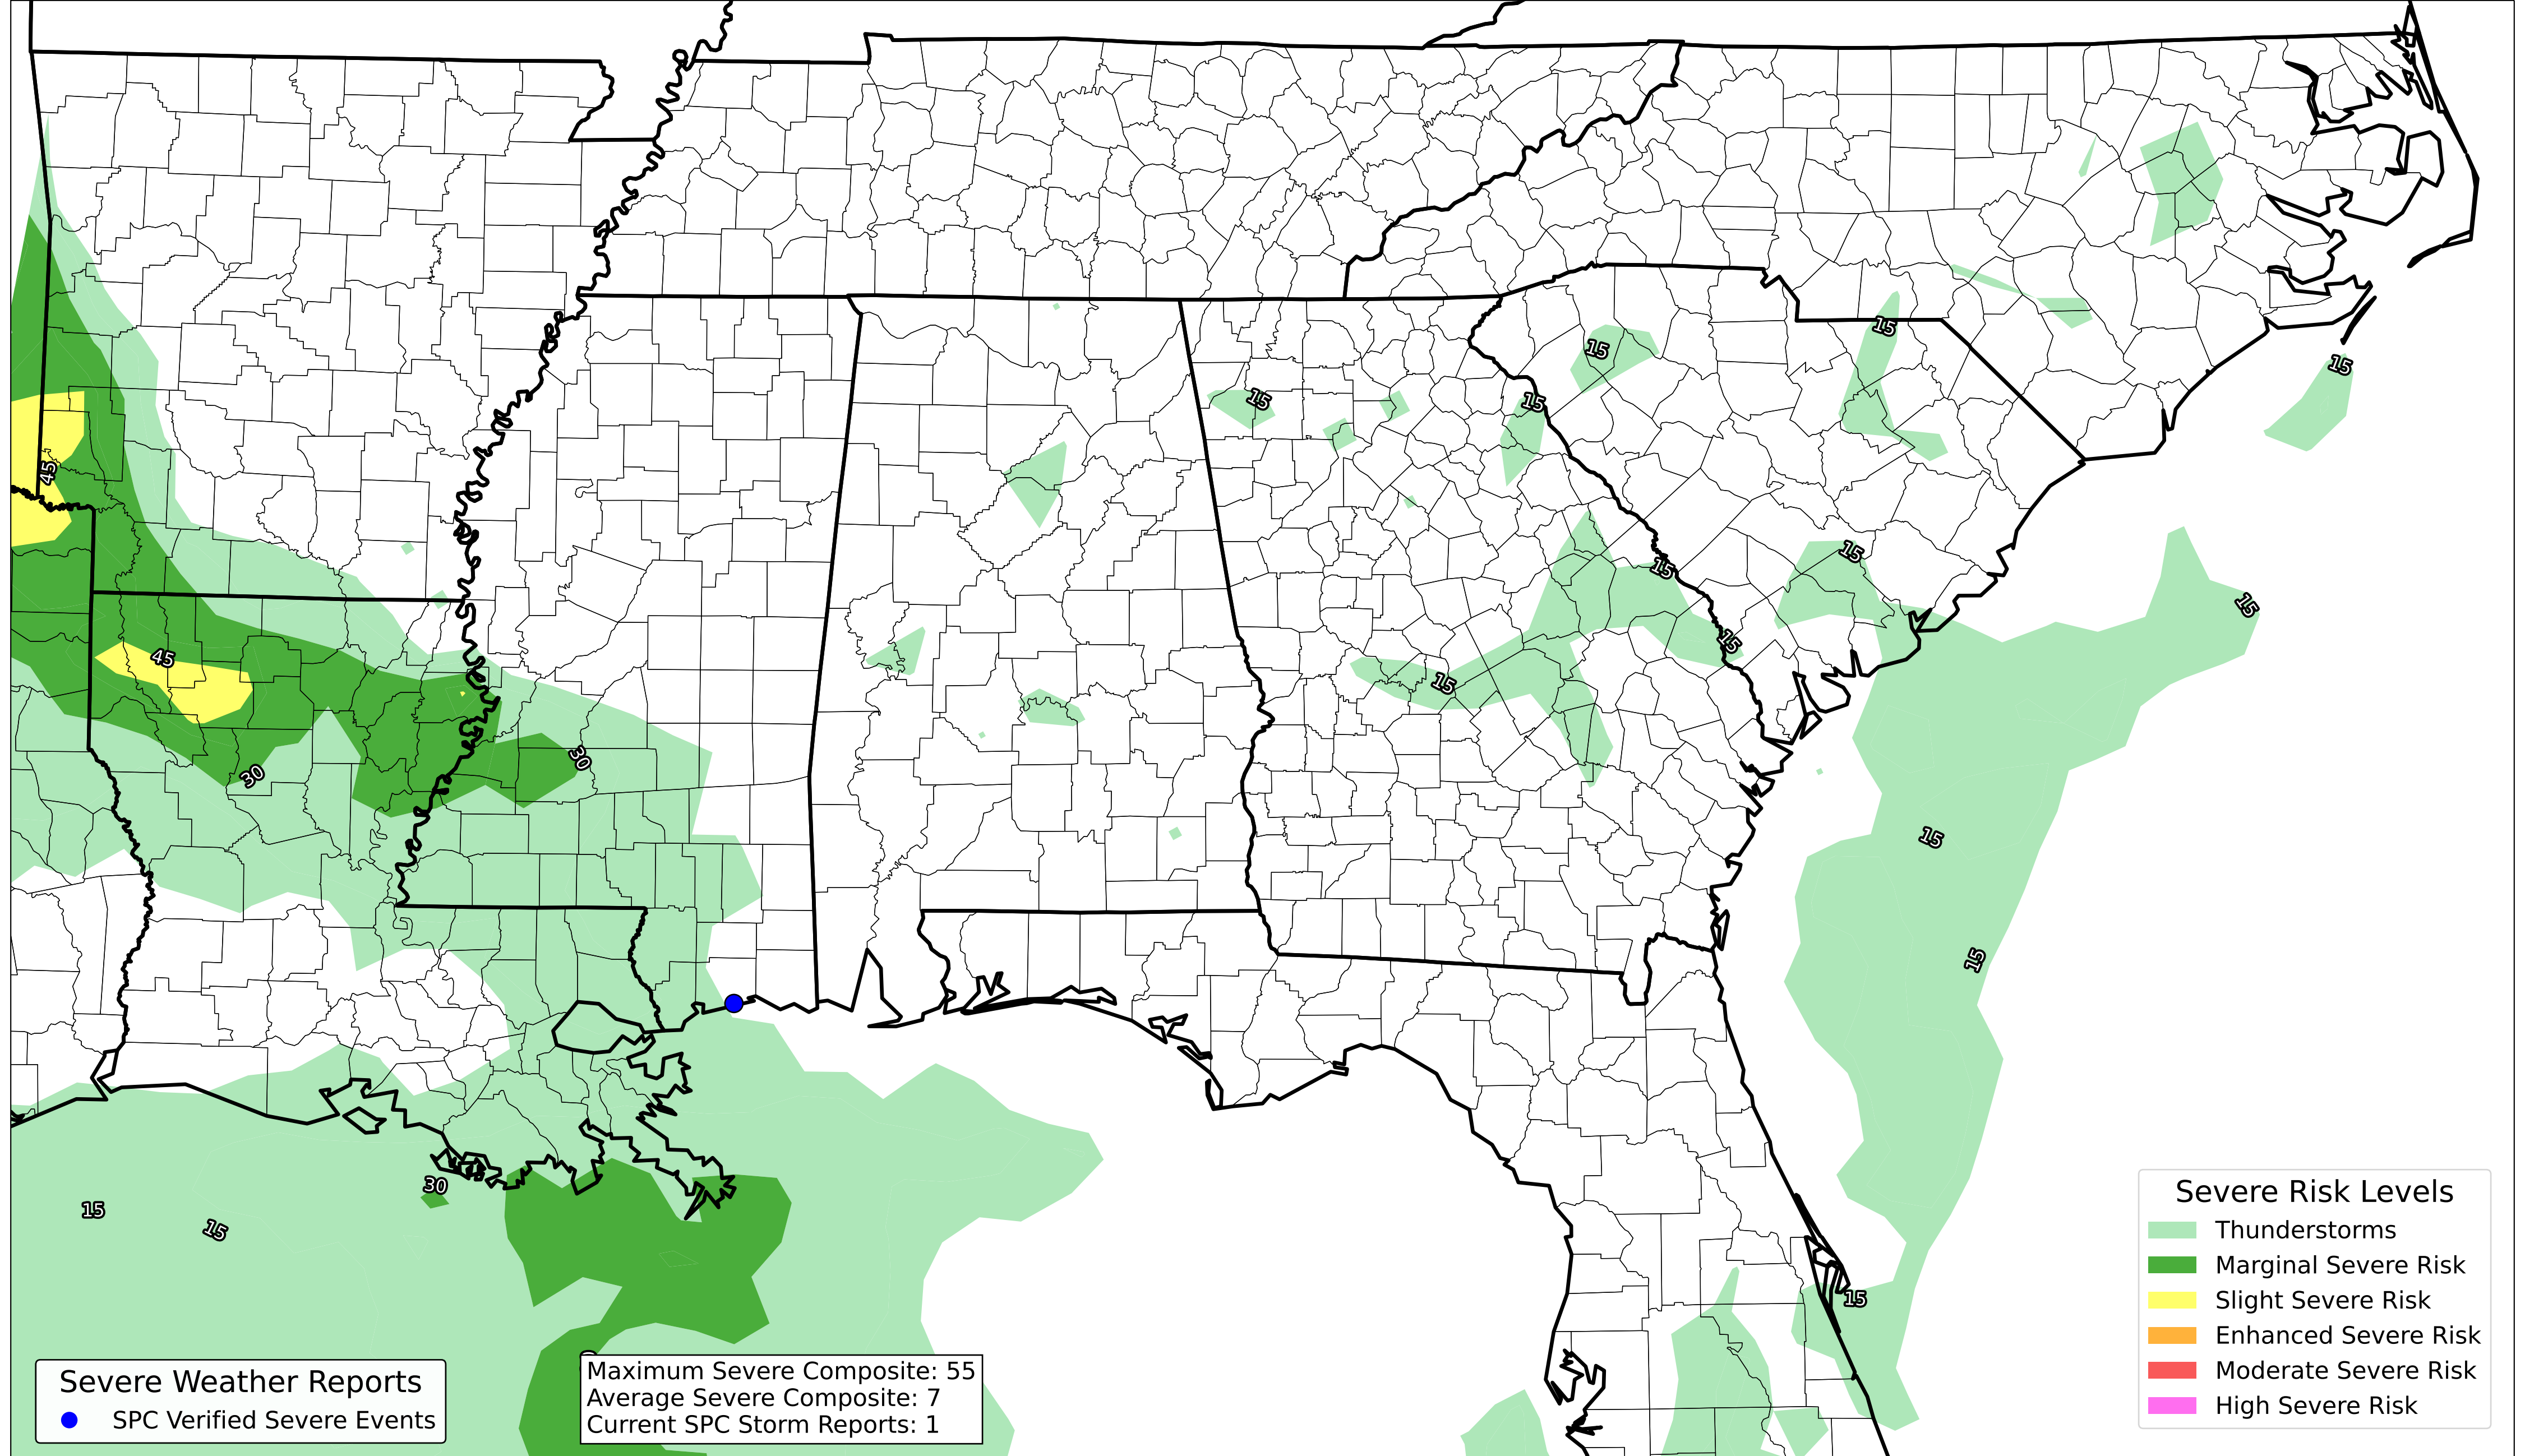 15
15
15
15
15
45
15
15
15
15
45
15
15
30
30
15
15
30
15
15
15
Severe Risk Levels
Thunderstorms
Marginal Severe Risk
Slight Severe Risk
Enhanced Severe Risk
Moderate Severe Risk
High Severe Risk
Severe Weather Reports
SPC Verified Severe Events
Maximum Severe Composite: 55
Average Severe Composite: 7
Current SPC Storm Reports: 1